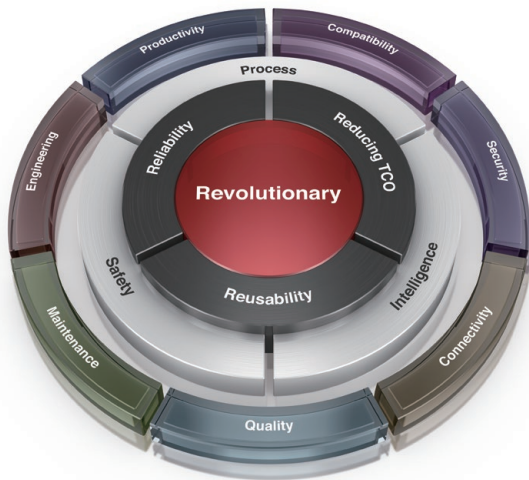 Productivity
Compatibility
Process
Engineering
Reliability
Reducing TCO
Security
Revolutionary
Safety
Reusability
Intelligence
Maintenance
Connectivity
Quality